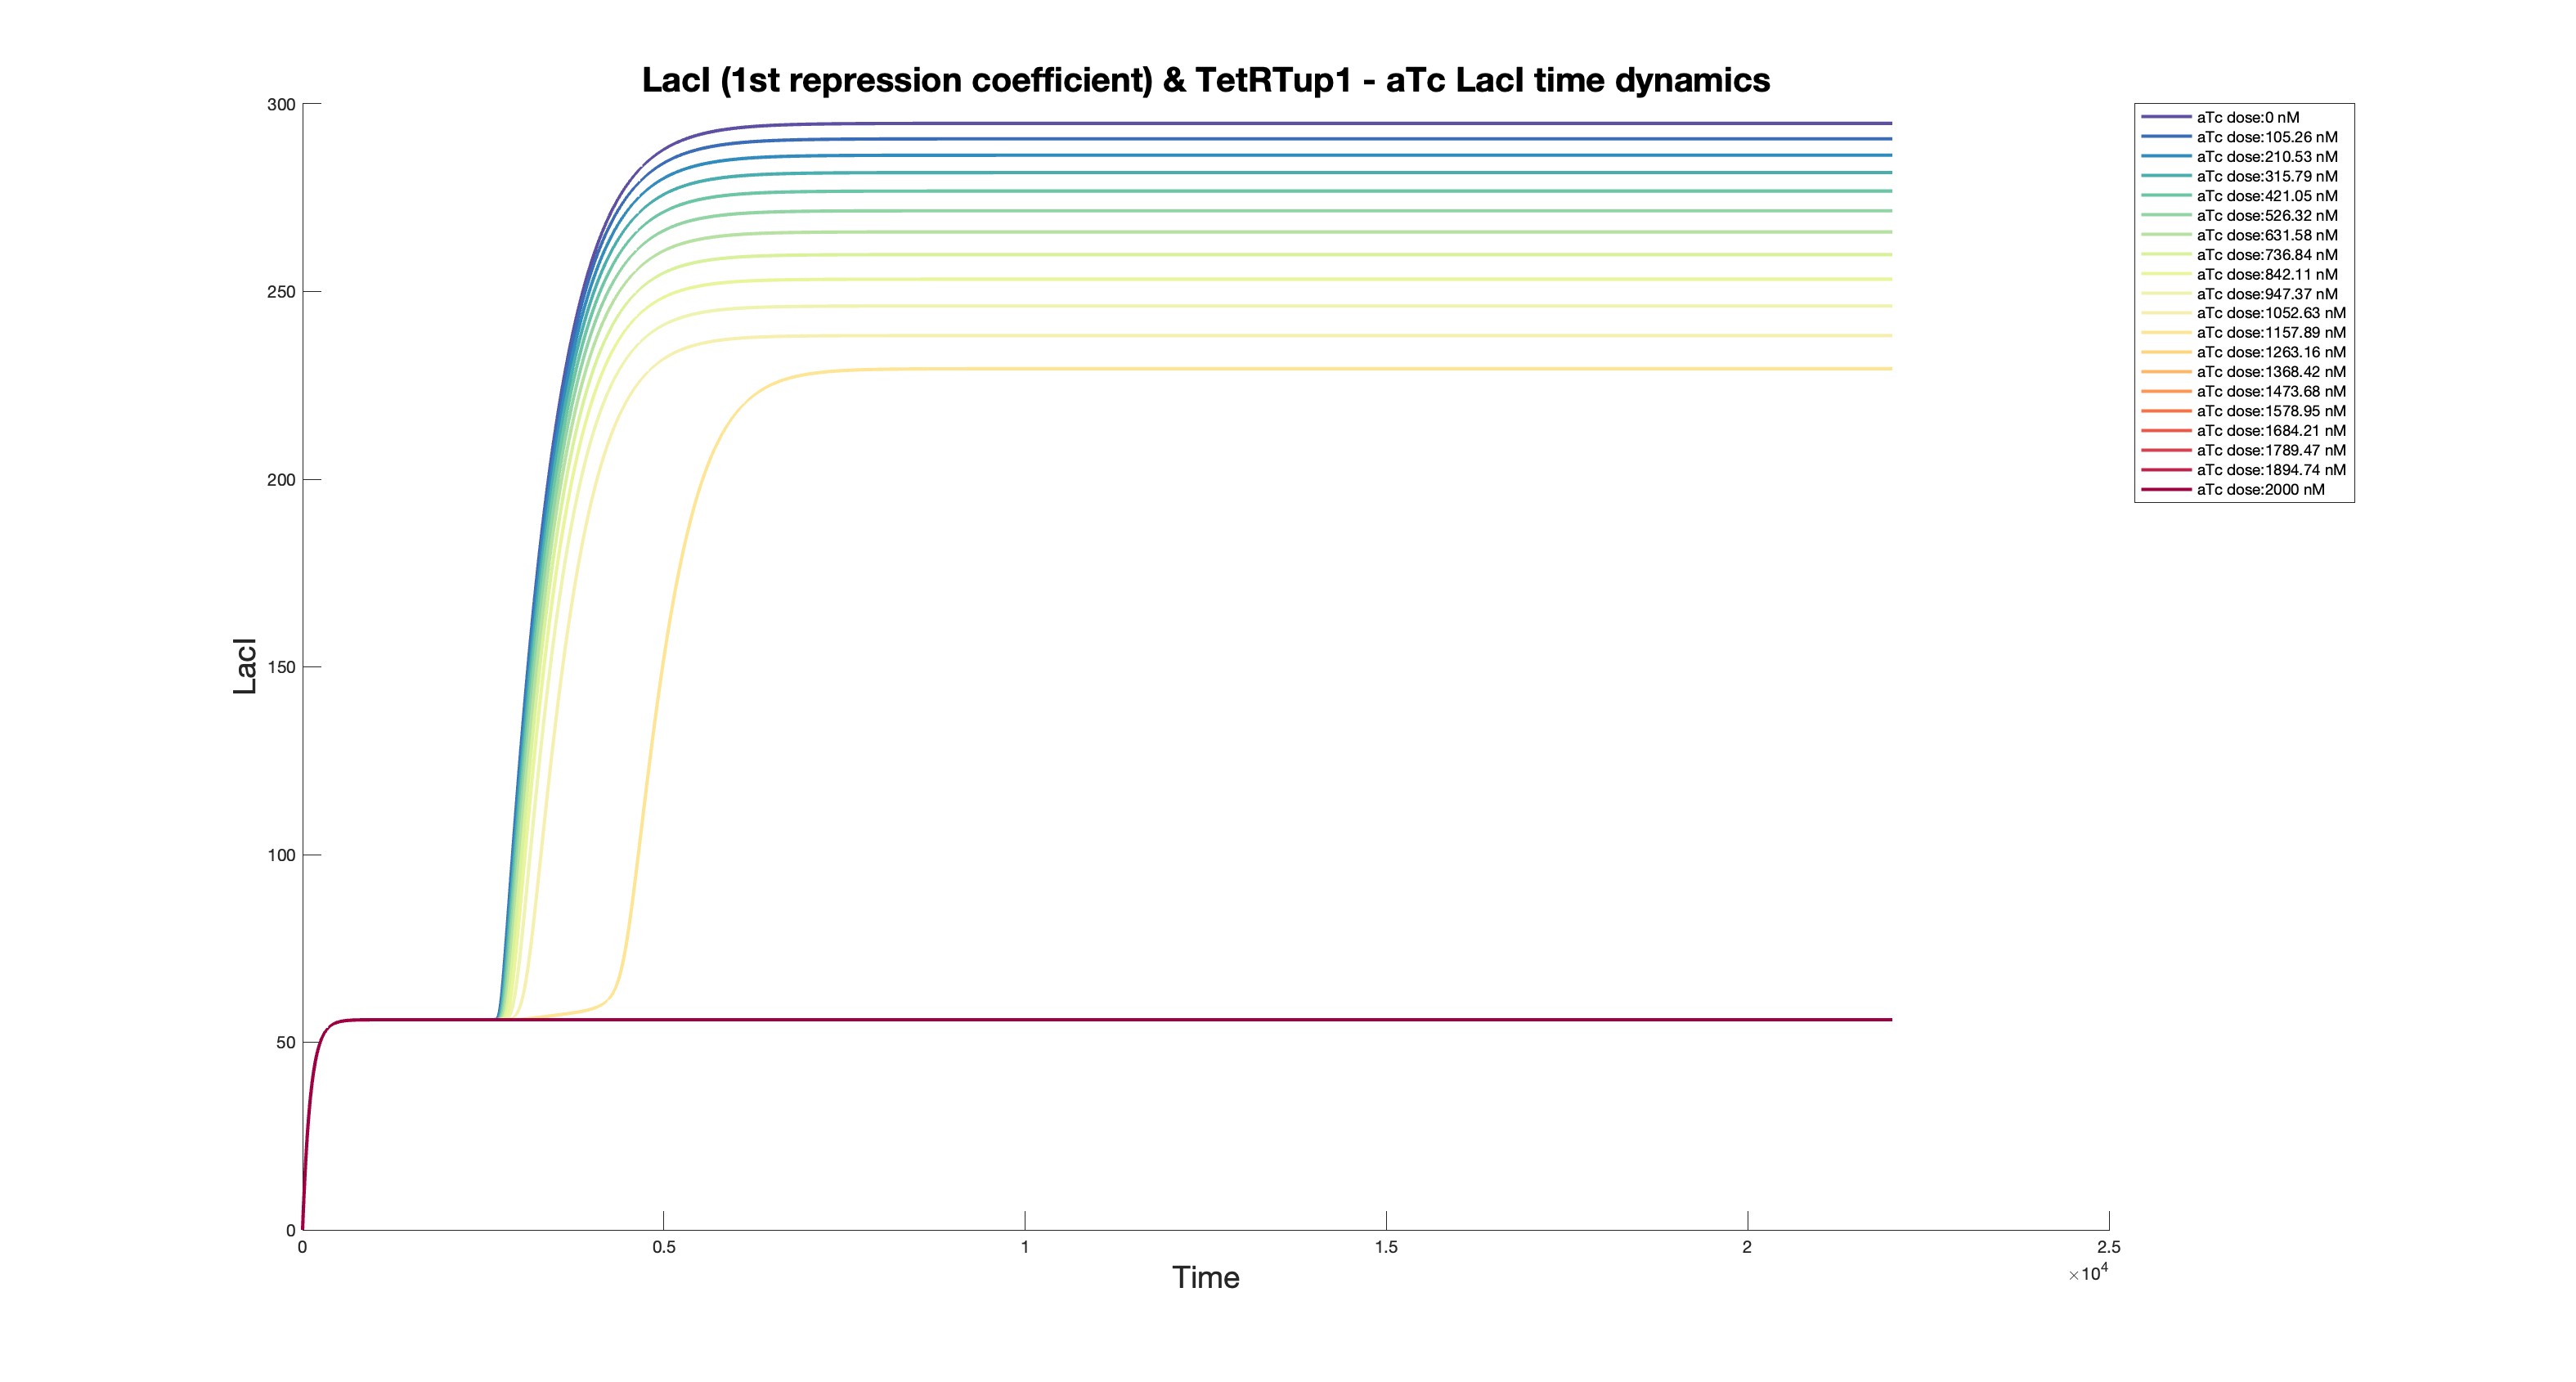 LacI (1st repression coefficient) & TetRTup1 - aTc LacI time dynamics
300
250
200
150
100
50
0
LacI
0
0.5
1
1.5
2
2.5
×10⁴
Time
aTc dose:0 nM
aTc dose:105.26 nM
aTc dose:210.53 nM
aTc dose:315.79 nM
aTc dose:421.05 nM
aTc dose:526.32 nM
aTc dose:631.58 nM
aTc dose:736.84 nM
aTc dose:842.11 nM
aTc dose:947.37 nM
aTc dose:1052.63 nM
aTc dose:1157.89 nM
aTc dose:1263.16 nM
aTc dose:1368.42 nM
aTc dose:1473.68 nM
aTc dose:1578.95 nM
aTc dose:1684.21 nM
aTc dose:1789.47 nM
aTc dose:1894.74 nM
aTc dose:2000 nM